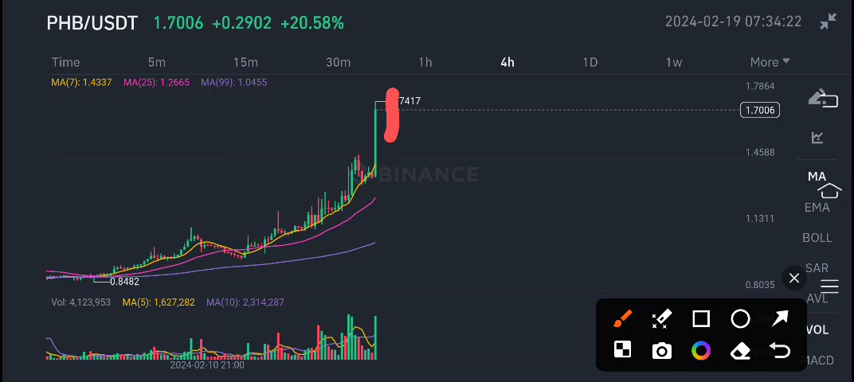 PHB/USDT 1.7006 +0.2902 +20.58% 2024-02-19 07:34:22
Time 5m 15m 30m 1h 4h 1D 1w More
MA(7): 1.4337 MA(25): 1.2665 MA(99): 1.0455
1.7864
7417
1.7006
1.4588
BINANCE
MA
EMA
1.1311
BOLL
SAR
0.8482
0.8035
AVL
Vol: 4,123,953 MA(5): 1,627,282 MA(10): 2,314,287
VOL
MACD
2024-02-10 21:00